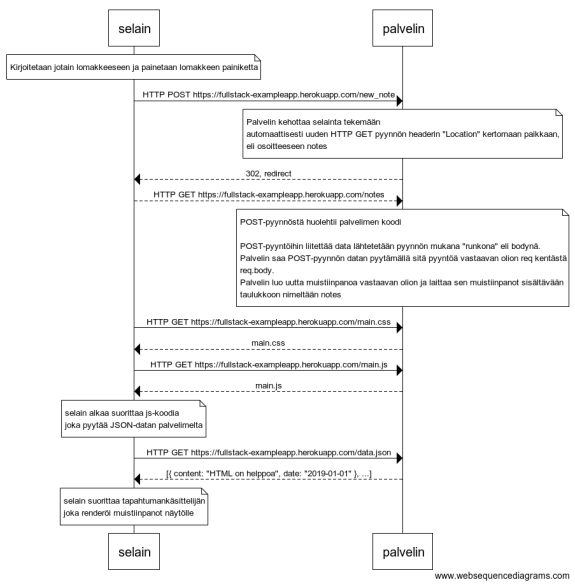 selain
palvelin
Kirjoitetaan jotain lomakkeeseen ja painetaan lomakkeen painiketta
HTTP POST https://fullstack-exampleapp.herokuapp.com/new_note
Palvelin kehottaa selainta tekemään
automaattisesti uuden HTTP GET pyynnön headerin "Location" kertomaan paikkaan,
eli osoitteeseen notes
302, redirect
HTTP GET https://fullstack-exampleapp.herokuapp.com/notes
POST-pyynnöstä huolehtii palvelimen koodi
POST-pyyntöihin liitettää data lähtetetään pyynnön mukana "runkona" eli bodynä.
Palvelin saa POST-pyynnön datan pyytämällä sitä pyyntöä vastaavan olion req kentästä
req.body.
Palvelin luo uutta muistiinpanoa vastaavan olion ja laittaa sen muistiinpanot sisältävään
taulukkoon nimeltään notes
HTTP GET https://fullstack-exampleapp.herokuapp.com/main.css
main.css
HTTP GET https://fullstack-exampleapp.herokuapp.com/main.js
main.js
selain alkaa suorittaa js-koodia
joka pyytää JSON-datan palvelimelta
HTTP GET https://fullstack-exampleapp.herokuapp.com/data.json
[{ content: "HTML on helppoa", date: "2019-01-01" }, ...]
selain suorittaa tapahtumankäsittelijän
joka renderöi muistiinpanot näytölle
selain
palvelin
www.websequencediagrams.com